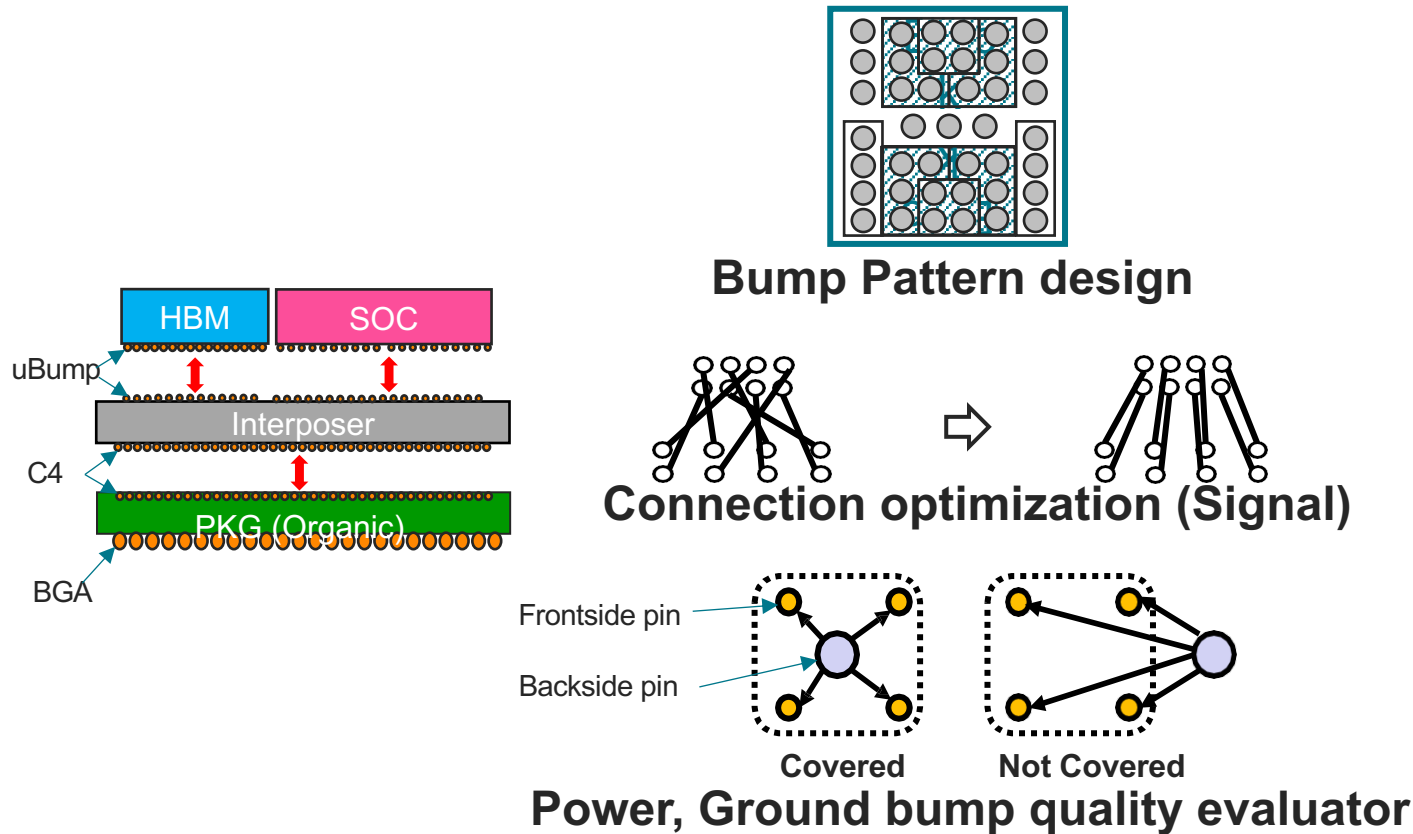 Bump Pattern design
HBM
SOC
uBump
Interposer
C4
PKG (Organic)
BGA
Connection optimization (Signal)
Frontside pin
Backside pin
Covered
Not Covered
Power, Ground bump quality evaluator